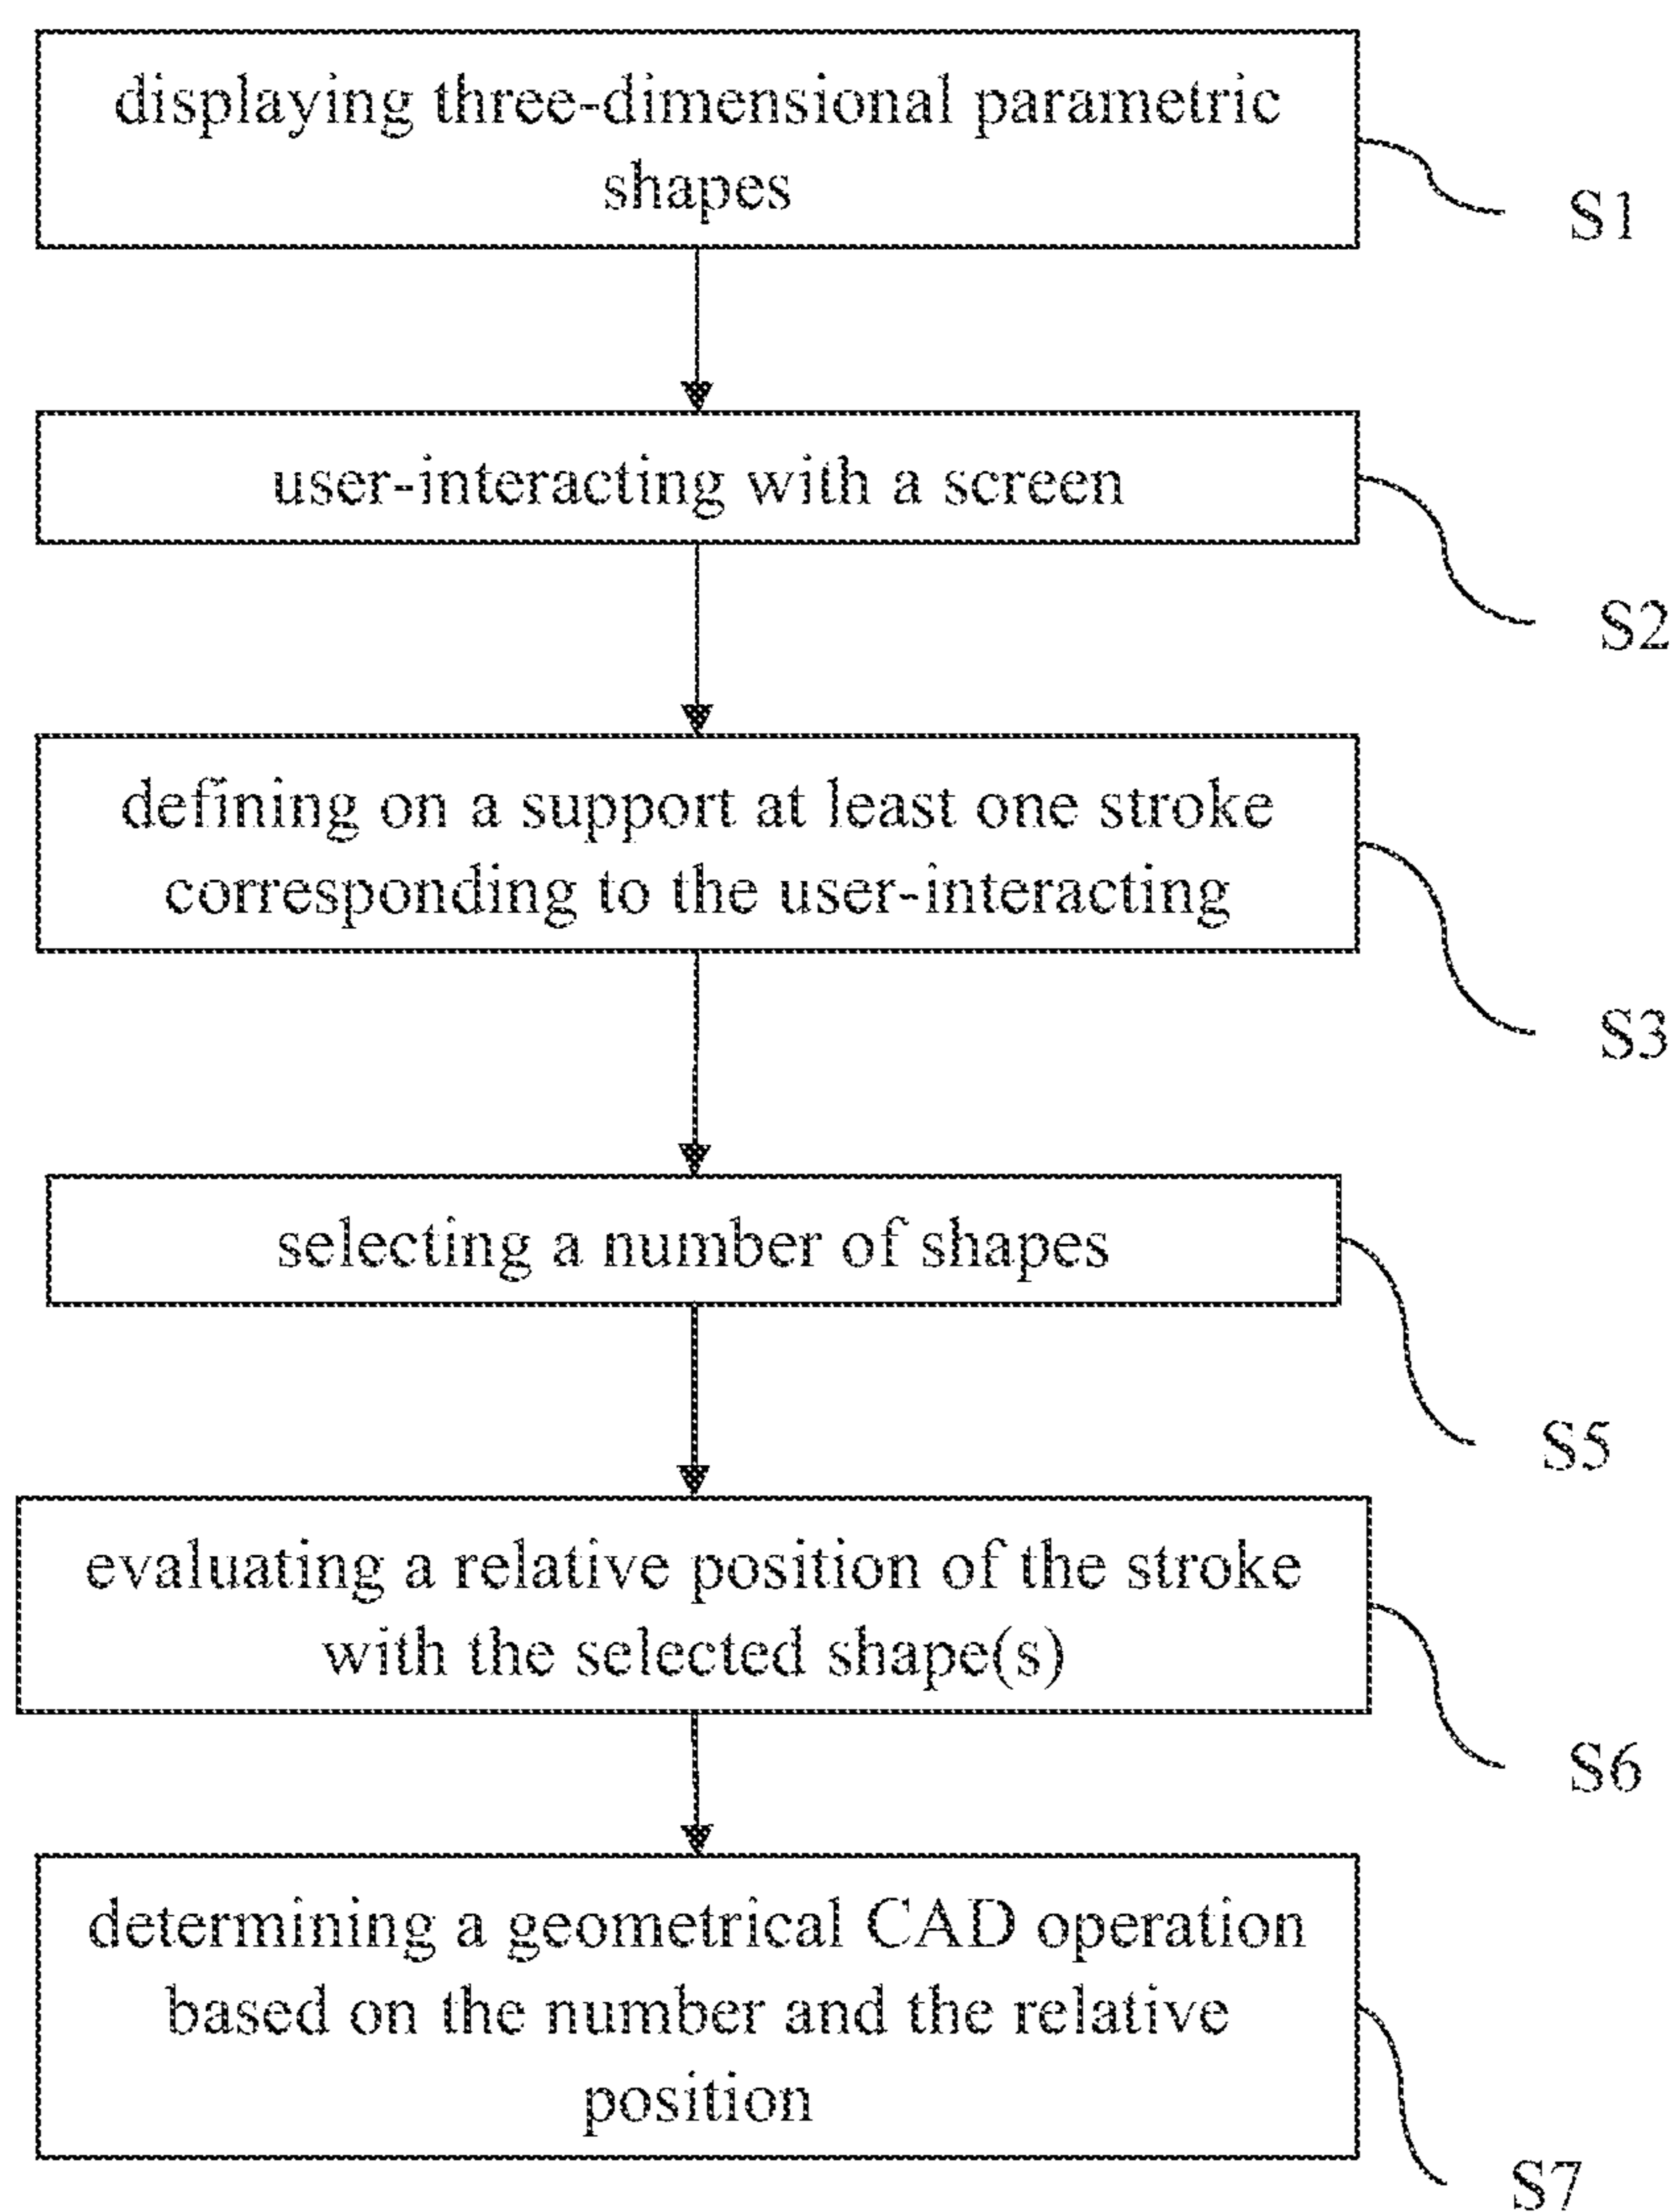 displaying three-dimensional parametric
shapes
S1
user-interacting with a screen
S2
defining on a support at least one stroke
corresponding to the user-interacting
S3
selecting a number of shapes
S5
evaluating a relative position of the stroke
with the selected shape(s)
S6
determining a geometrical CAD operation
based on the number and the relative
position
S7